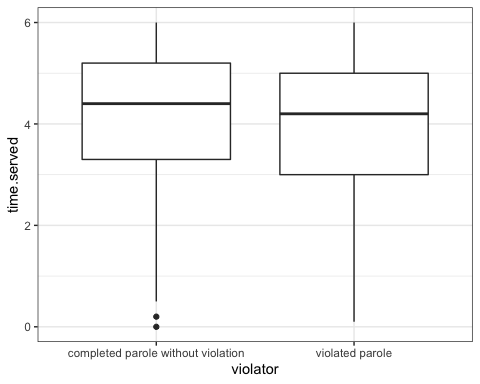 6
4
2
0
time.served
completed parole without violation
violated parole
violator